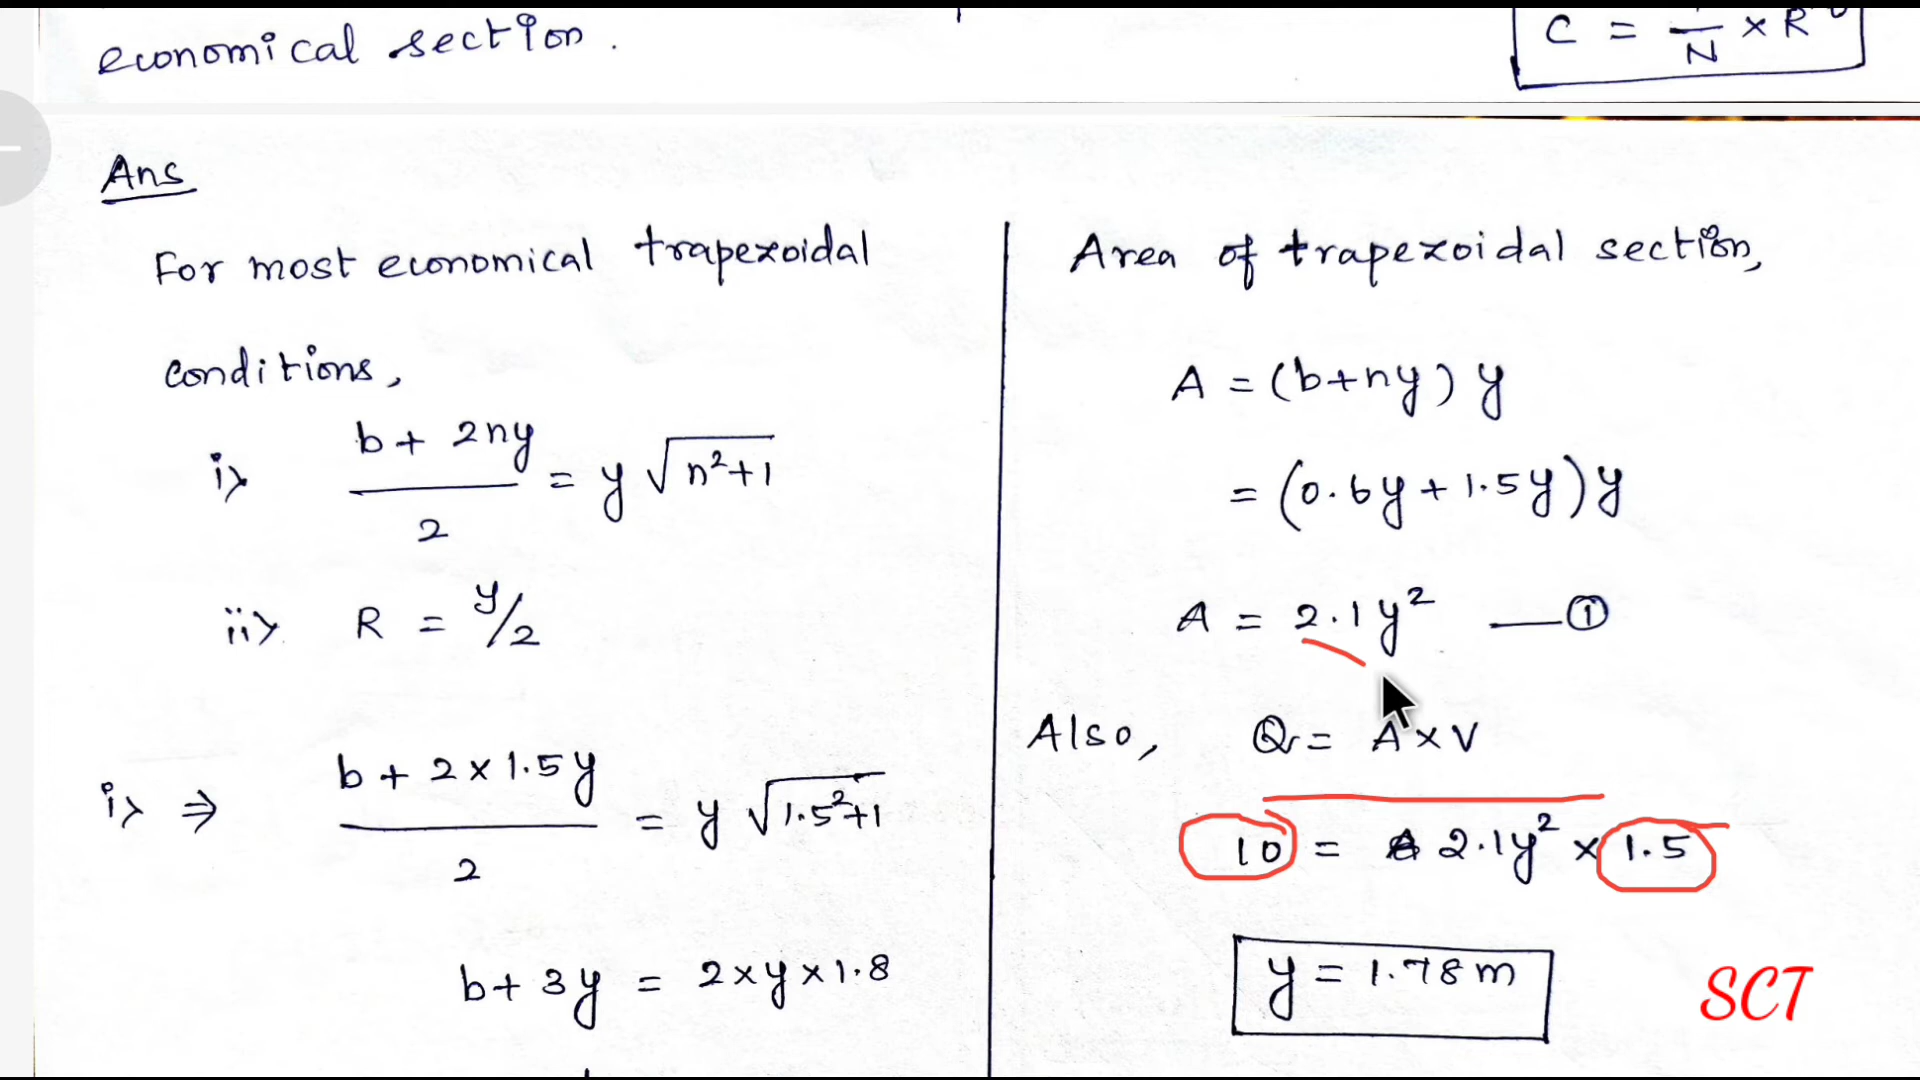 economical section.
C = 1/N × R
Ans
For most economical trapezoidal
conditions,
i> b + 2ny / 2 = y √n²+1
ii> R = y/2
i> ⇒ b + 2 × 1.5y / 2 = y √1.5²+1
b + 3y = 2 × y × 1.8
Area of trapezoidal section,
A = (b+ny) y
= (0.6y + 1.5y) y
A = 2.1y² — ①
Also, Q = A × V
10 = 2.1y² × 1.5
y = 1.78 m
SCT